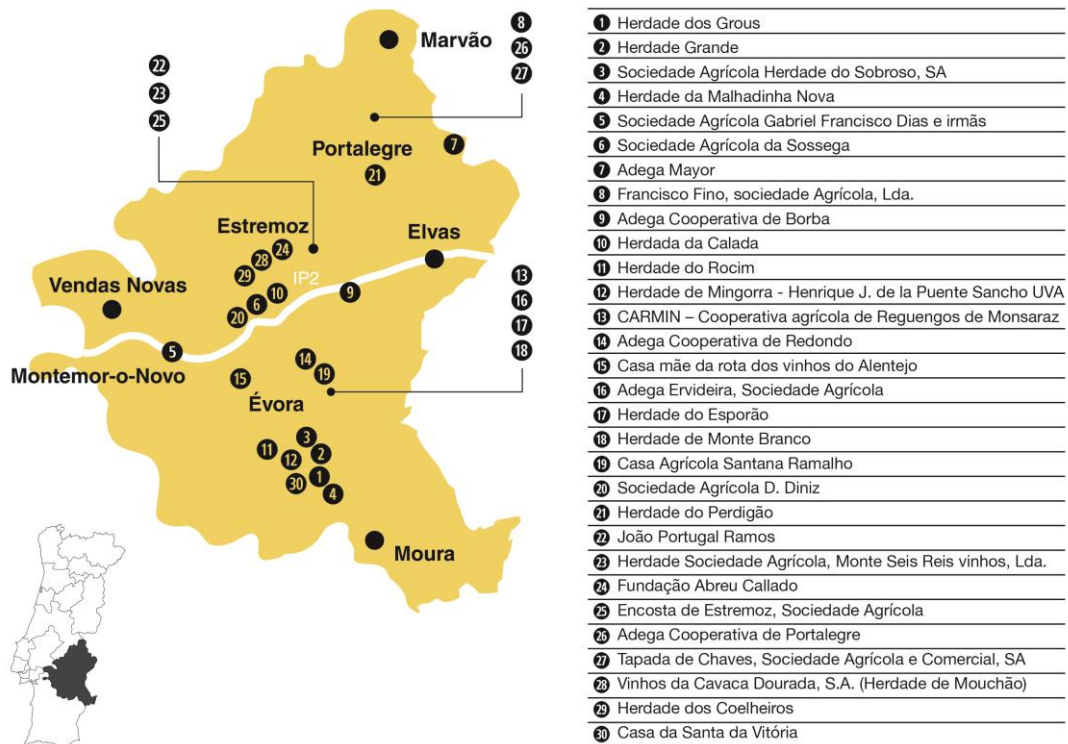 8
Marvão
26
22
27
23
25
7
Portalegre
21
Estremoz
Elvas
24
28
29
IP2
13
Vendas Novas
10
9
6
16
20
17
5
14
18
Montemor-o-Novo
15
19
Évora
3
11
2
12
1
30
4
Moura
1 Herdade dos Grous
2 Herdade Grande
3 Sociedade Agrícola Herdade do Sobroso, SA
4 Herdade da Malhadinha Nova
5 Sociedade Agrícola Gabriel Francisco Dias e irmãs
6 Sociedade Agrícola da Sossega
7 Adega Mayor
8 Francisco Fino, sociedade Agrícola, Lda.
9 Adega Cooperativa de Borba
10 Herdada da Calada
11 Herdade do Rocim
12 Herdade de Mingorra - Henrique J. de la Puente Sancho UVA
13 CARMIN – Cooperativa agrícola de Reguengos de Monsaraz
14 Adega Cooperativa de Redondo
15 Casa mãe da rota dos vinhos do Alentejo
16 Adega Ervideira, Sociedade Agrícola
17 Herdade do Esporão
18 Herdade de Monte Branco
19 Casa Agrícola Santana Ramalho
20 Sociedade Agrícola D. Diniz
21 Herdade do Perdigão
22 João Portugal Ramos
23 Herdade Sociedade Agrícola, Monte Seis Reis vinhos, Lda.
24 Fundação Abreu Callado
25 Encosta de Estremoz, Sociedade Agrícola
26 Adega Cooperativa de Portalegre
27 Tapada de Chaves, Sociedade Agrícola e Comercial, SA
28 Vinhos da Cavaca Dourada, S.A. (Herdade de Mouchão)
29 Herdade dos Coelheiros
30 Casa da Santa da Vitória